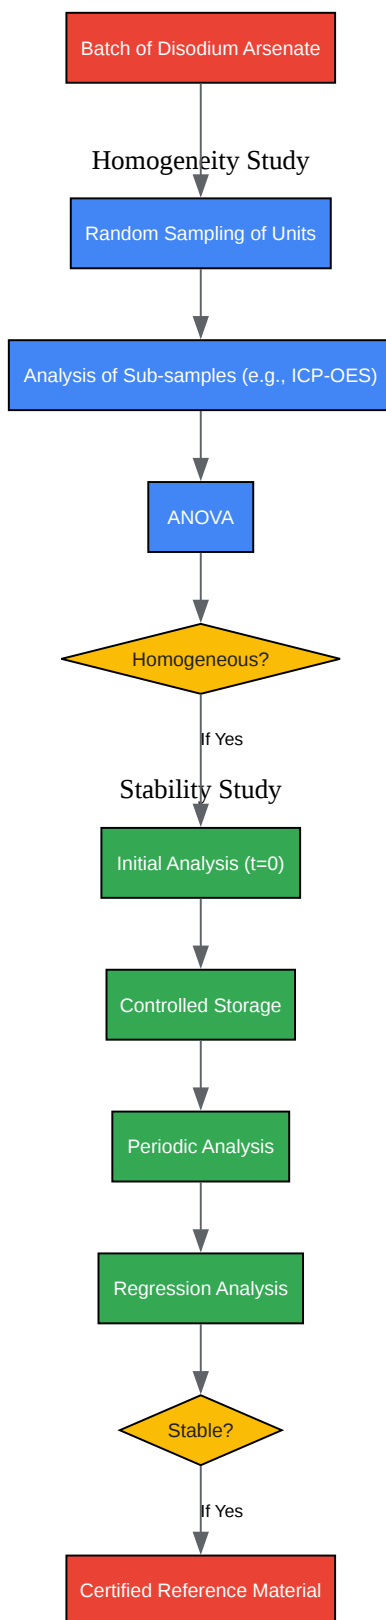 Batch of Disodium Arsenate
Homogeneity Study
Random Sampling of Units
Analysis of Sub-samples (e.g., ICP-OES)
ANOVA
Homogeneous?
If Yes
Stability Study
Initial Analysis (t=0)
Controlled Storage
Periodic Analysis
Regression Analysis
Stable?
If Yes
Certified Reference Material